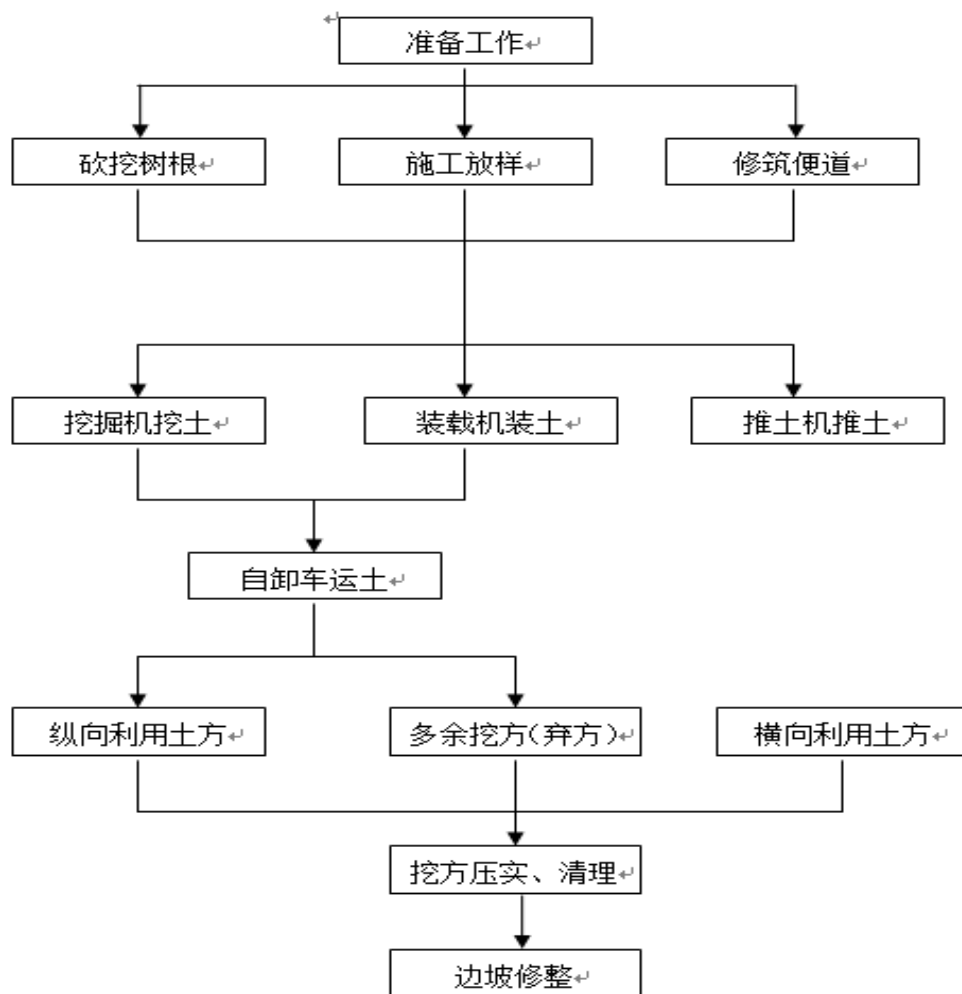 准备工作
砍挖树根
施工放样
修筑便道
挖掘机挖土
装载机装土
推土机推土
自卸车运土
纵向利用土方
多余挖方(弃方)
横向利用土方
挖方压实、清理
边坡修整